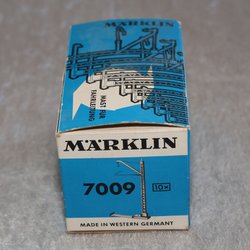 MÄRKLIN
MAST FÜR
FAHRLEITUNG
MÄRKLIN
7009
10×
MADE IN WESTERN GERMANY